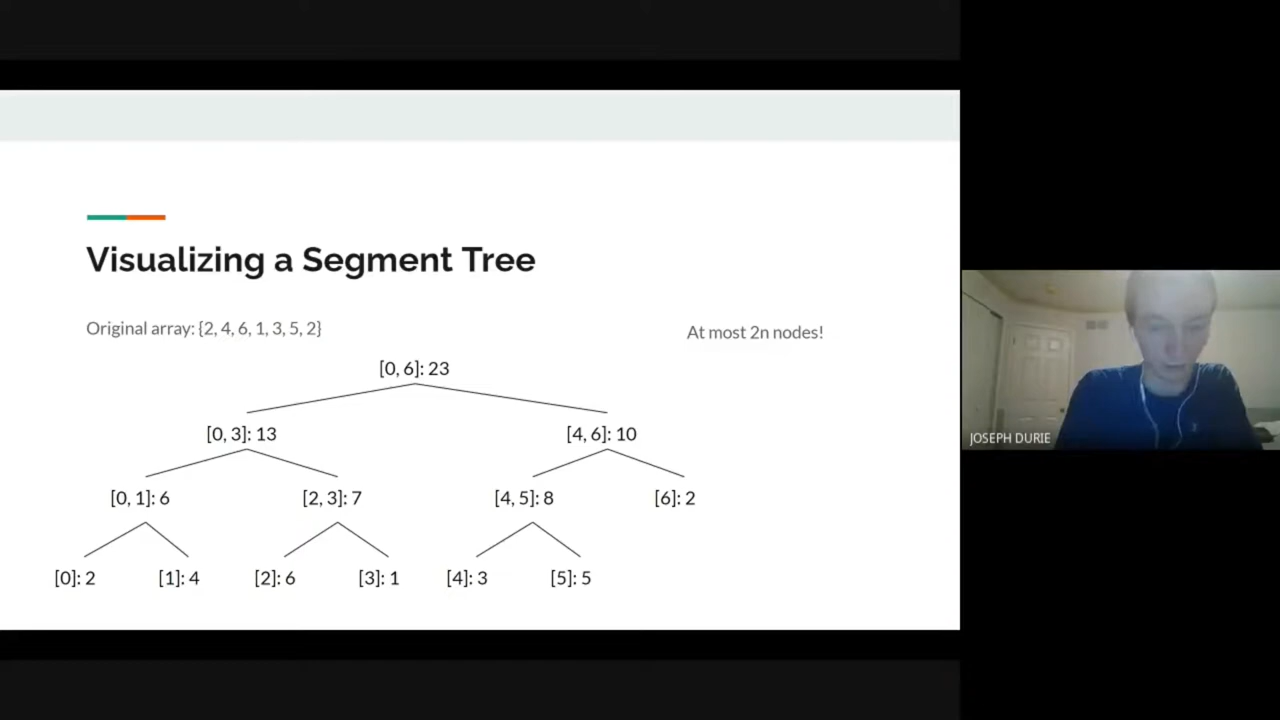 Visualizing a Segment Tree
Original array: {2, 4, 6, 1, 3, 5, 2}
At most 2n nodes!
[0, 6]: 23
[0, 3]: 13
[4, 6]: 10
[0, 1]: 6
[2, 3]: 7
[4, 5]: 8
[6]: 2
[0]: 2
[1]: 4
[2]: 6
[3]: 1
[4]: 3
[5]: 5
JOSEPH DURIE